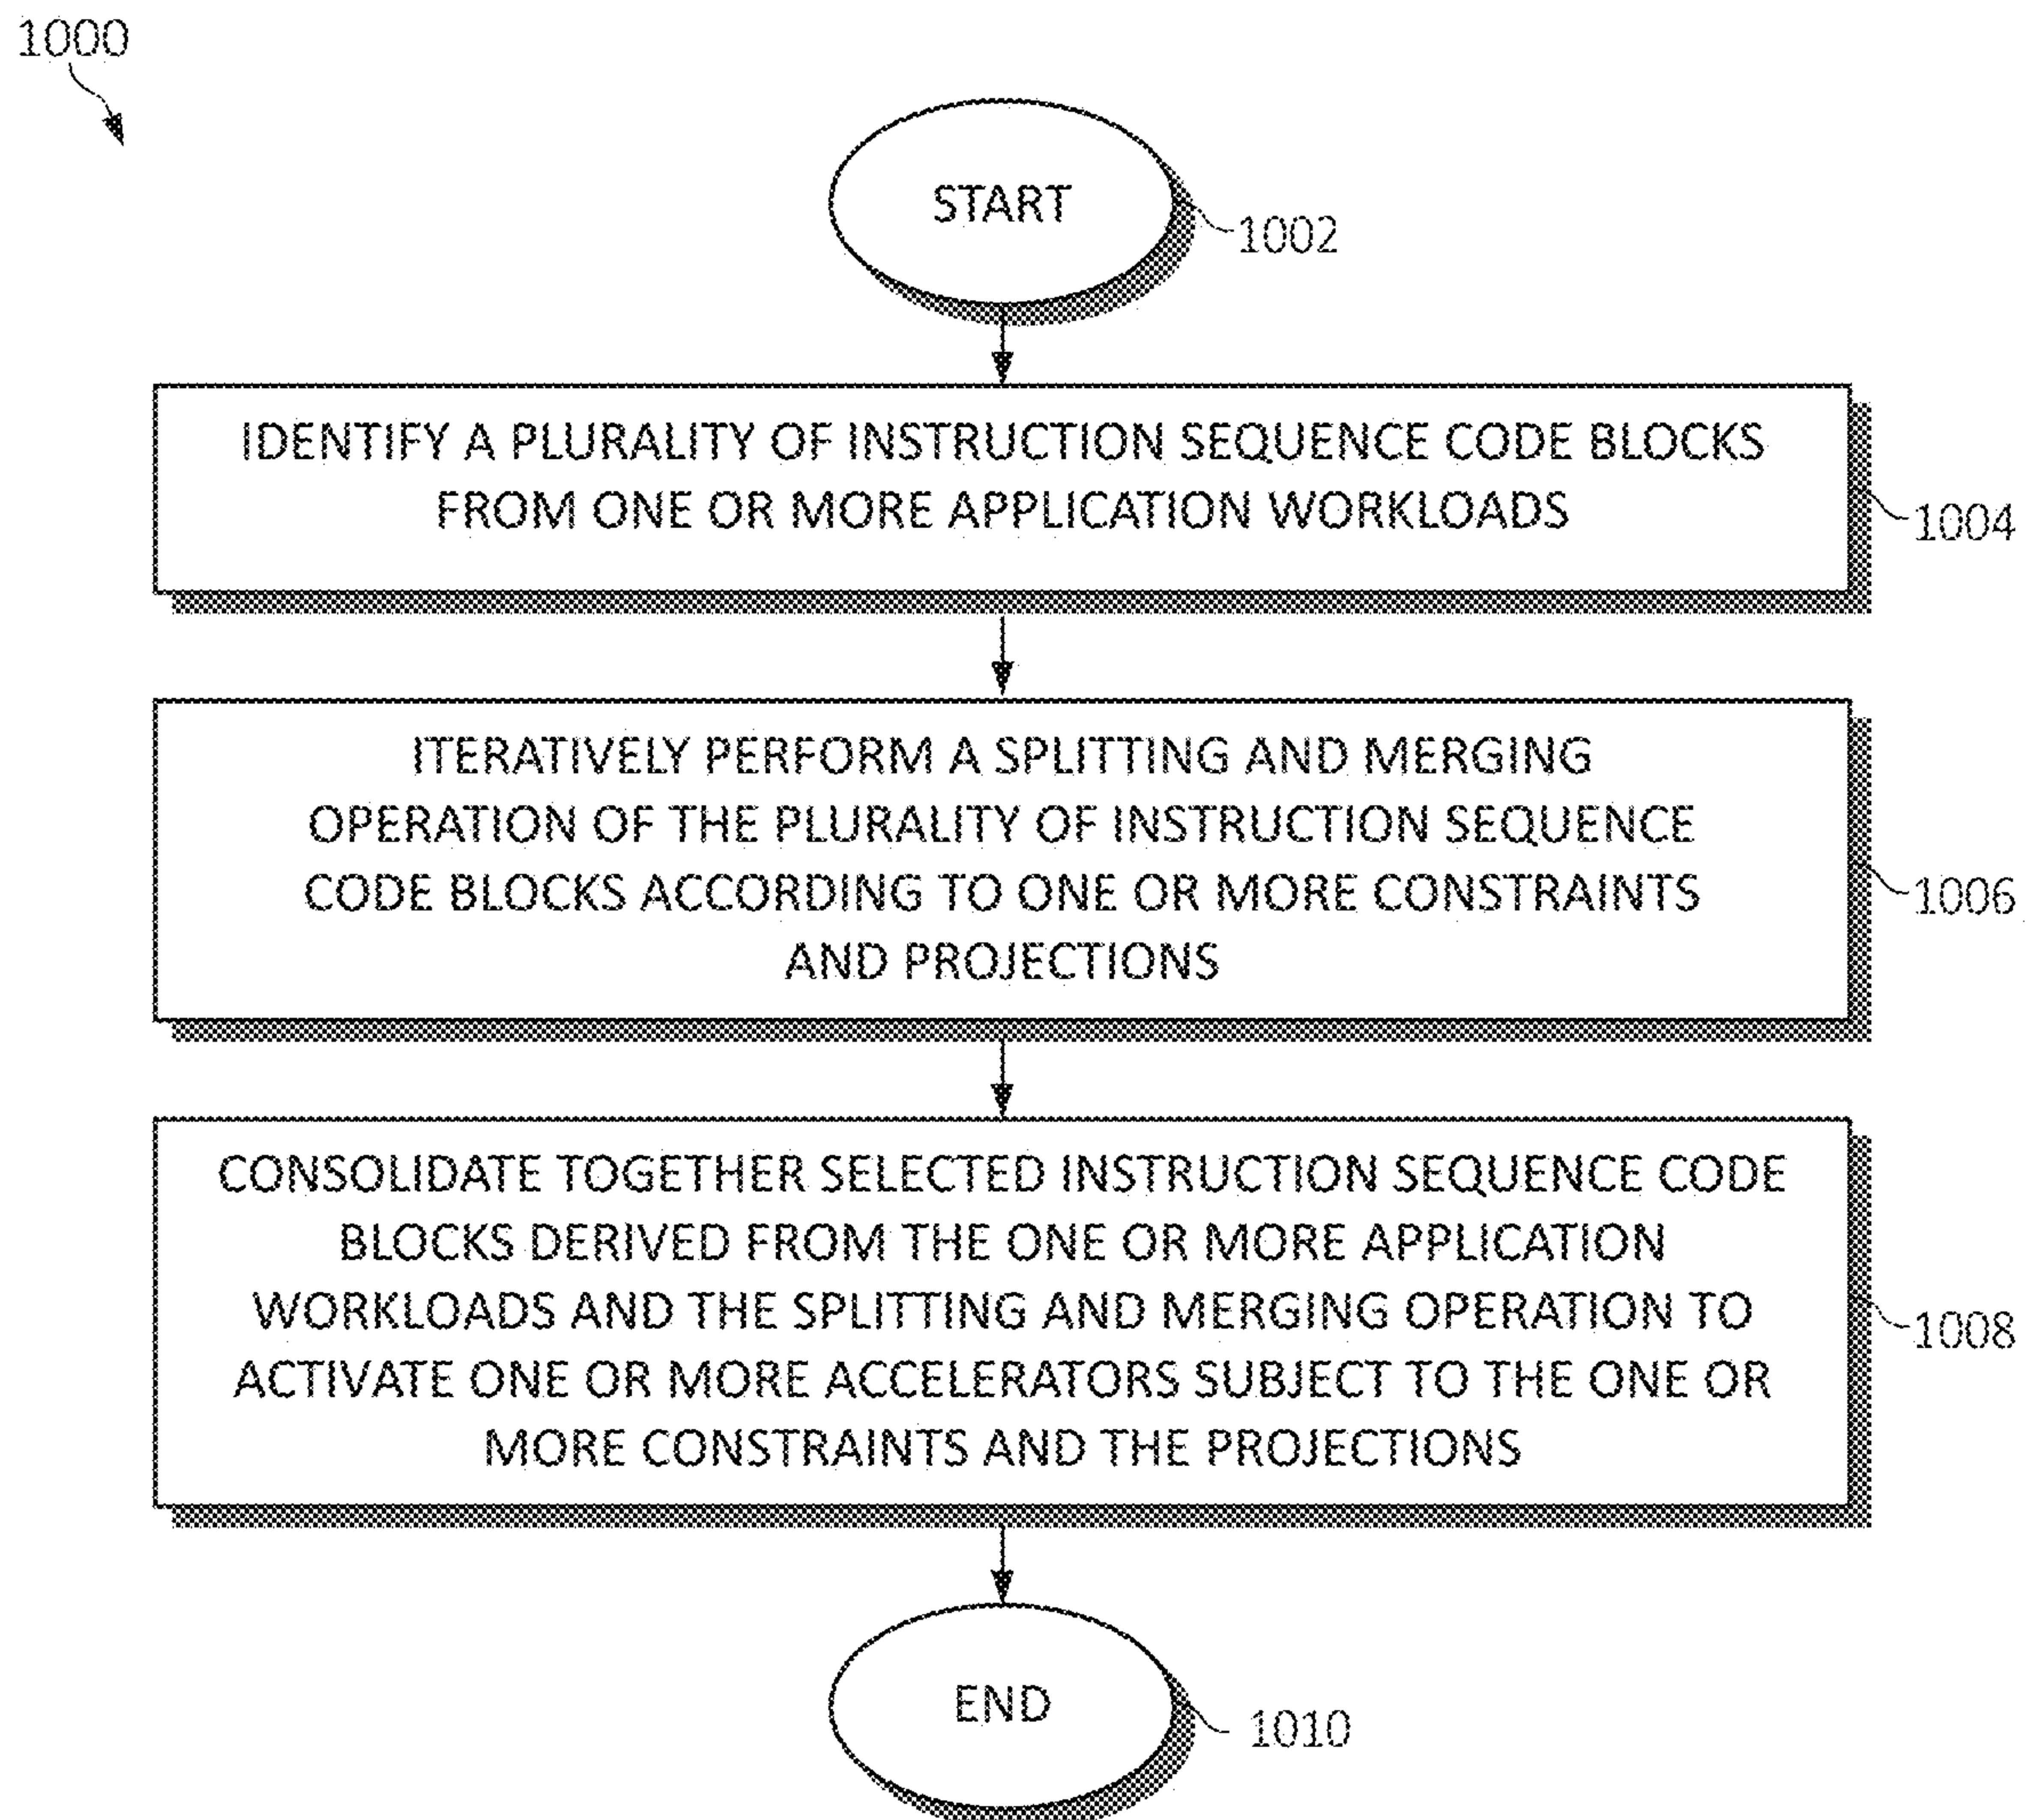 1000
START
1002
IDENTIFY A PLURALITY OF INSTRUCTION SEQUENCE CODE BLOCKS
FROM ONE OR MORE APPLICATION WORKLOADS
1004
ITERATIVELY PERFORM A SPLITTING AND MERGING
OPERATION OF THE PLURALITY OF INSTRUCTION SEQUENCE
CODE BLOCKS ACCORDING TO ONE OR MORE CONSTRAINTS
AND PROJECTIONS
1006
CONSOLIDATE TOGETHER SELECTED INSTRUCTION SEQUENCE CODE
BLOCKS DERIVED FROM THE ONE OR MORE APPLICATION
WORKLOADS AND THE SPLITTING AND MERGING OPERATION TO
ACTIVATE ONE OR MORE ACCELERATORS SUBJECT TO THE ONE OR
MORE CONSTRAINTS AND THE PROJECTIONS
1008
END
1010